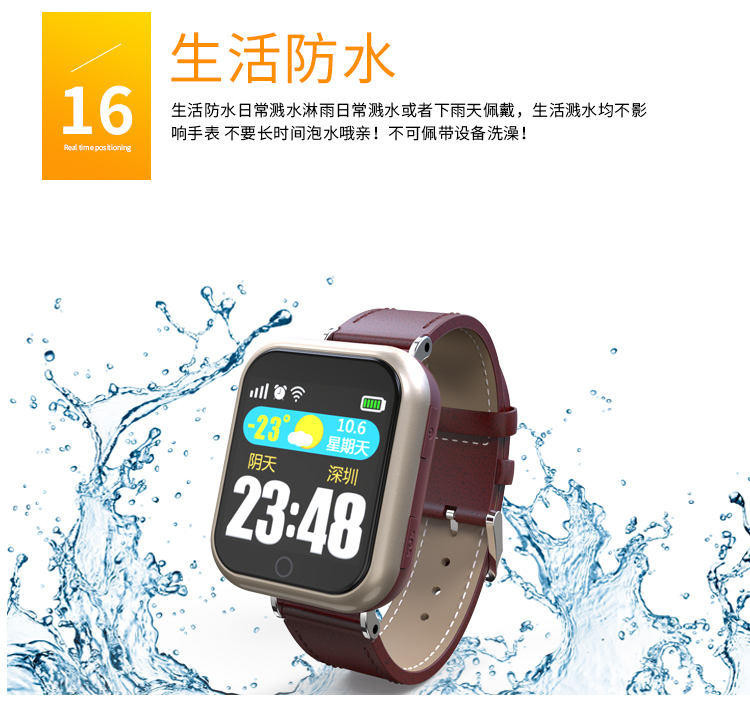 16
Real time positioning
生活防水
生活防水日常溅水淋雨日常溅水或者下雨天佩戴，生活溅水均不影
响手表 不要长时间泡水哦亲！不可佩带设备洗澡！
-23°
10.6
星期天
阴天
深圳
23:48